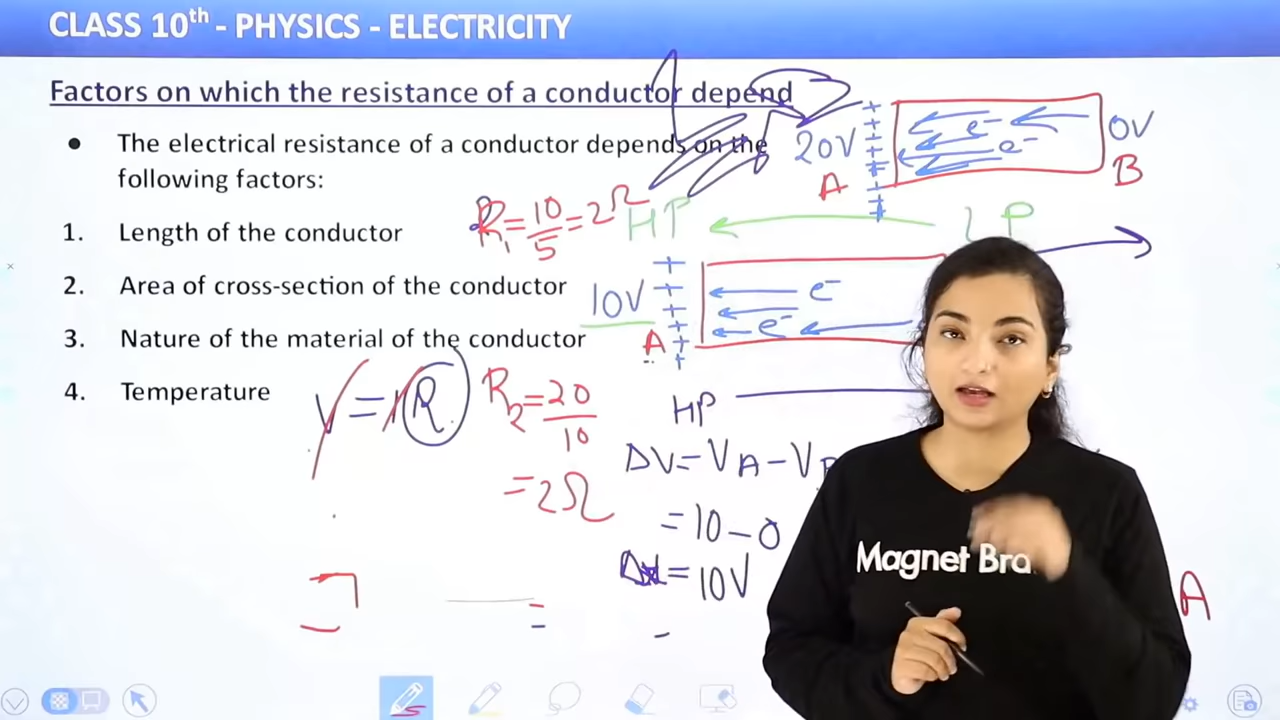 CLASS 10th - PHYSICS - ELECTRICITY
Factors on which the resistance of a conductor depend
• The electrical resistance of a conductor depends on the
following factors:
1. Length of the conductor
2. Area of cross-section of the conductor
3. Nature of the material of the conductor
4. Temperature
20V
A
+ + + + + + +
e-
e-
0V
B
R1 = 10/5 = 2Ω
HP
LP
10V
A
+ + + + + +
e-
e-
V = IR
R2 = 20/10
= 2Ω
HP
ΔV = VA - VB
= 10 - 0
= 10V
A
Magnet Bra